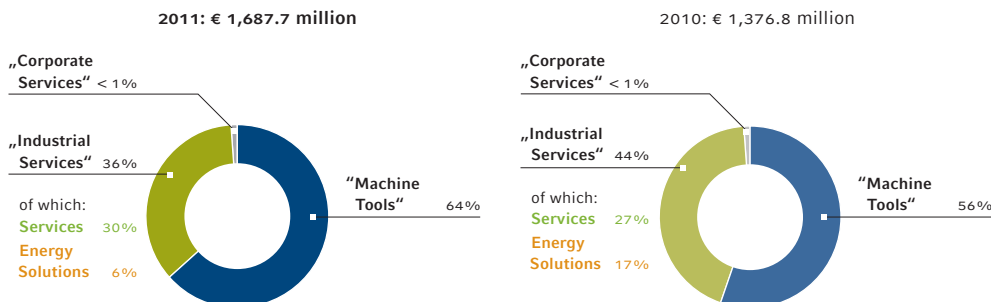 2011: € 1,687.7 million
„Corporate
Services“ < 1%
„Industrial
Services“ 36%
of which:
Services 30%
Energy
Solutions 6%
“Machine
Tools“ 64%
2010: € 1,376.8 million
„Corporate
Services“ < 1%
„Industrial
Services“ 44%
of which:
Services 27%
Energy
Solutions 17%
“Machine
Tools“ 56%